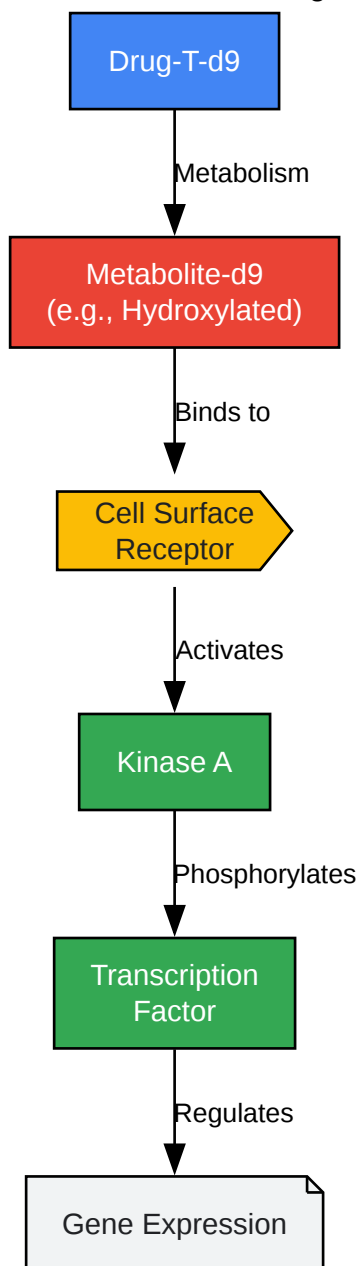 Drug-T-d9
Metabolism
Metabolite-d9
(e.g., Hydroxylated)
Binds to
Cell Surface
Receptor
Activates
Kinase A
Phosphorylates
Transcription
Factor
Regulates
Gene Expression